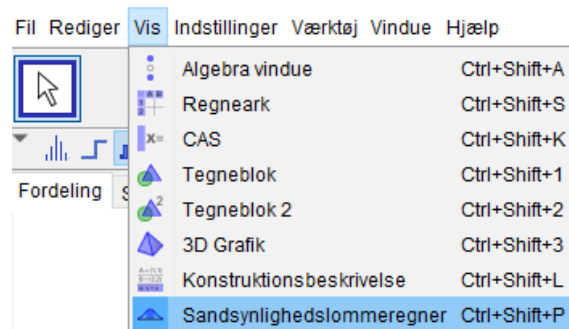 Fil Rediger Vis Indstillinger Værktøj Vindue Hjælp
Algebra vindue Ctrl+Shift+A
Regneark Ctrl+Shift+S
CAS Ctrl+Shift+K
Tegneblok Ctrl+Shift+1
Tegneblok 2 Ctrl+Shift+2
3D Grafik Ctrl+Shift+3
Konstruktionsbeskrivelse Ctrl+Shift+L
Sandsynlighedslommeregner Ctrl+Shift+P
Fordeling